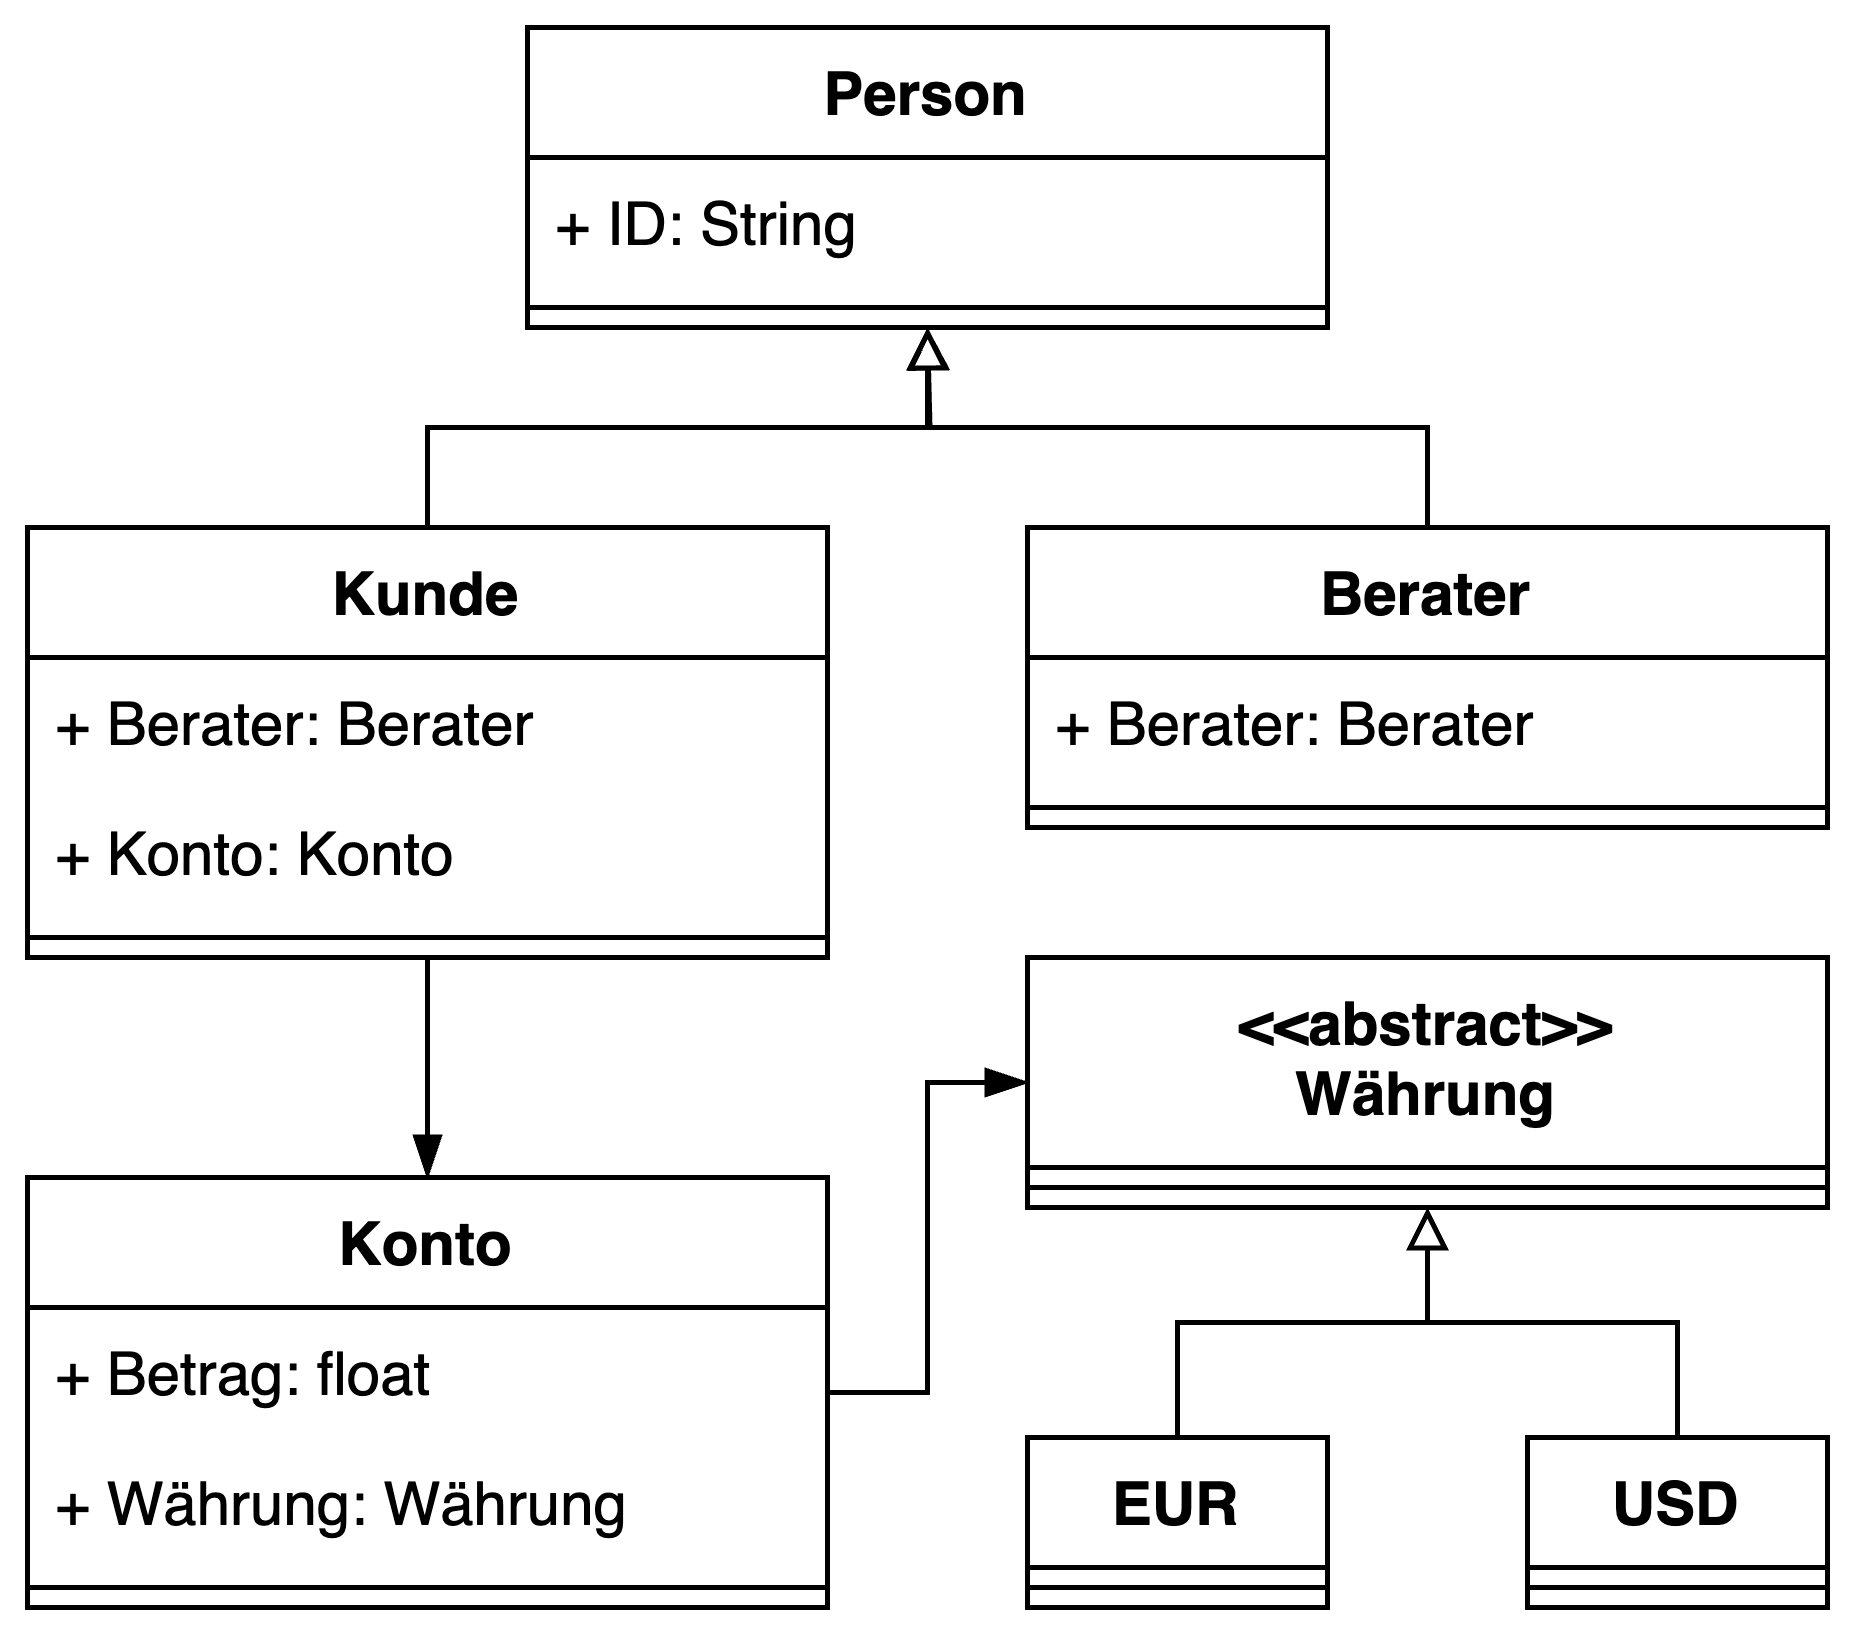 Person
+ ID: String
Kunde
+ Berater: Berater
+ Konto: Konto
Berater
+ Berater: Berater
<<abstract>>
Währung
Konto
+ Betrag: float
+ Währung: Währung
EUR
USD